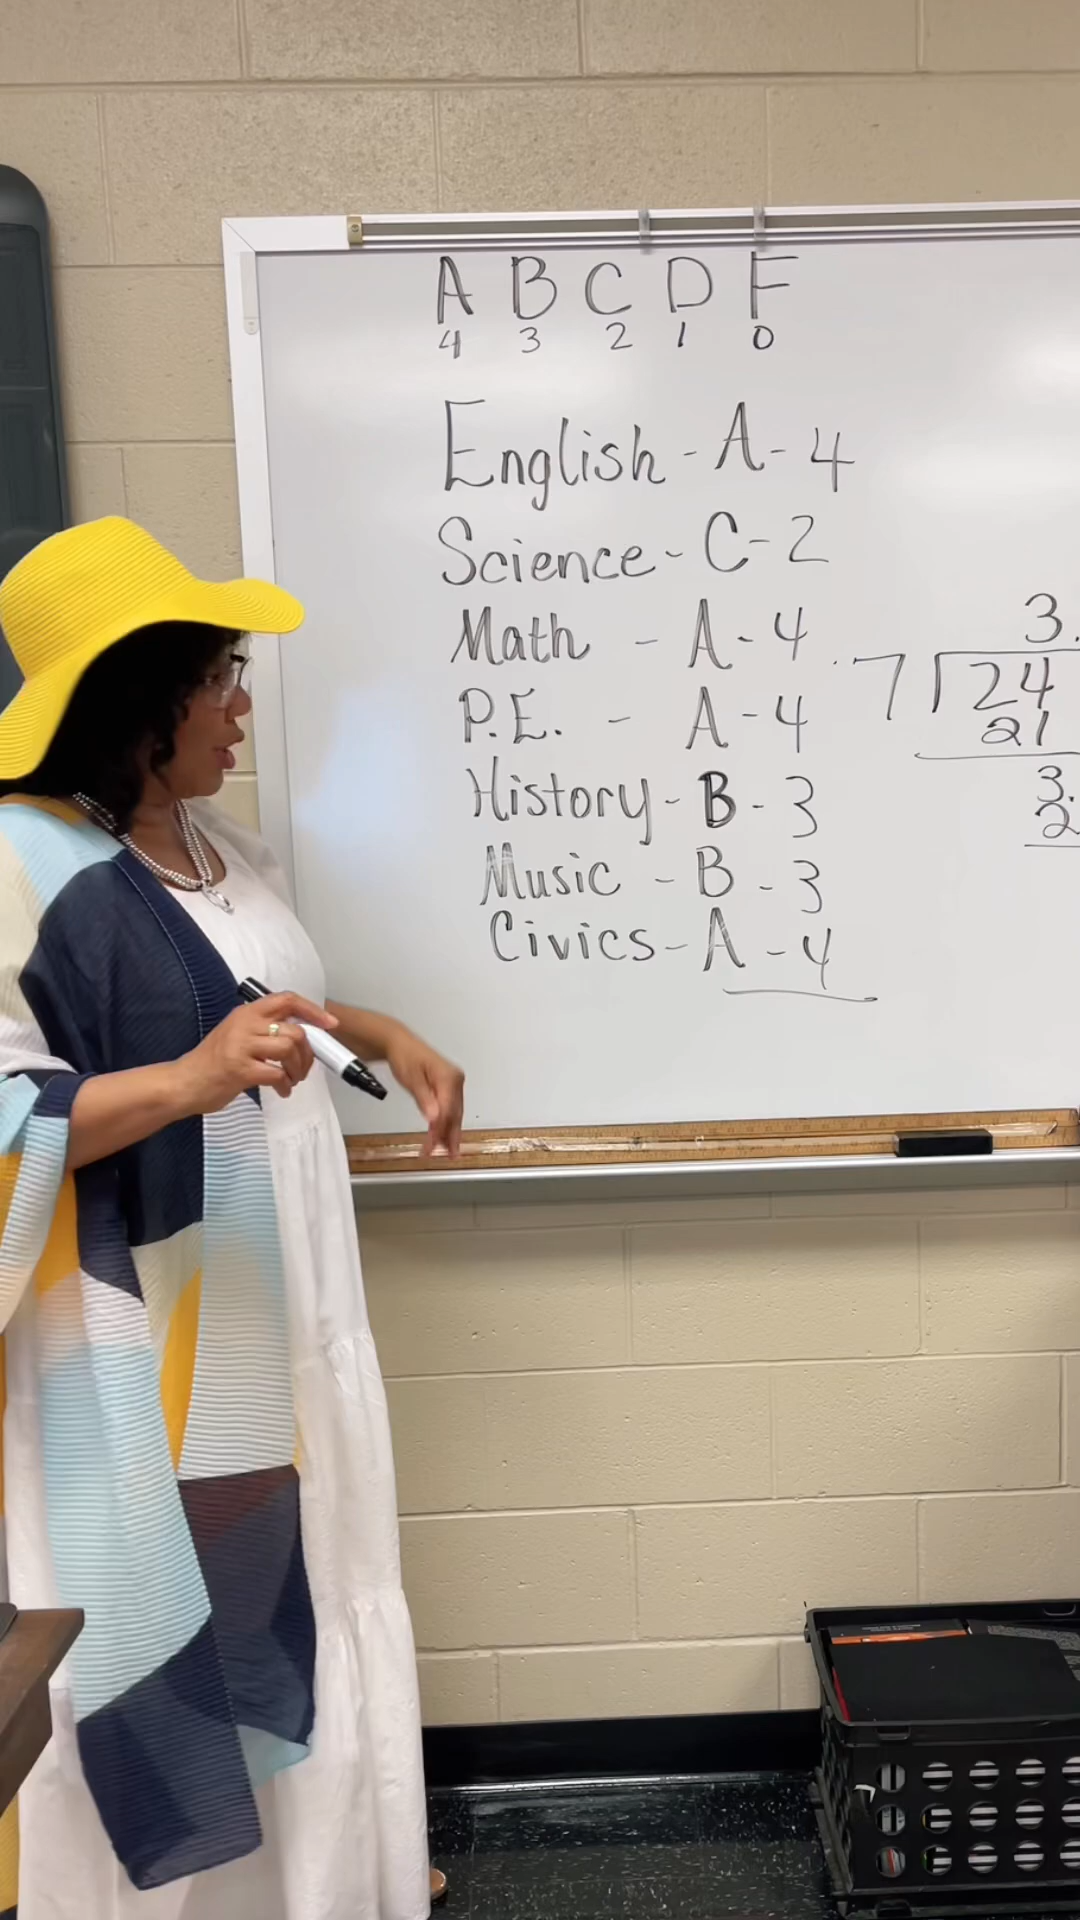 A B C D F
4 3 2 1 0
English - A - 4
Science - C - 2
Math - A - 4
P.E. - A - 4
History - B - 3
Music - B - 3
Civics - A - 4
3.
7 24
21
3.
2